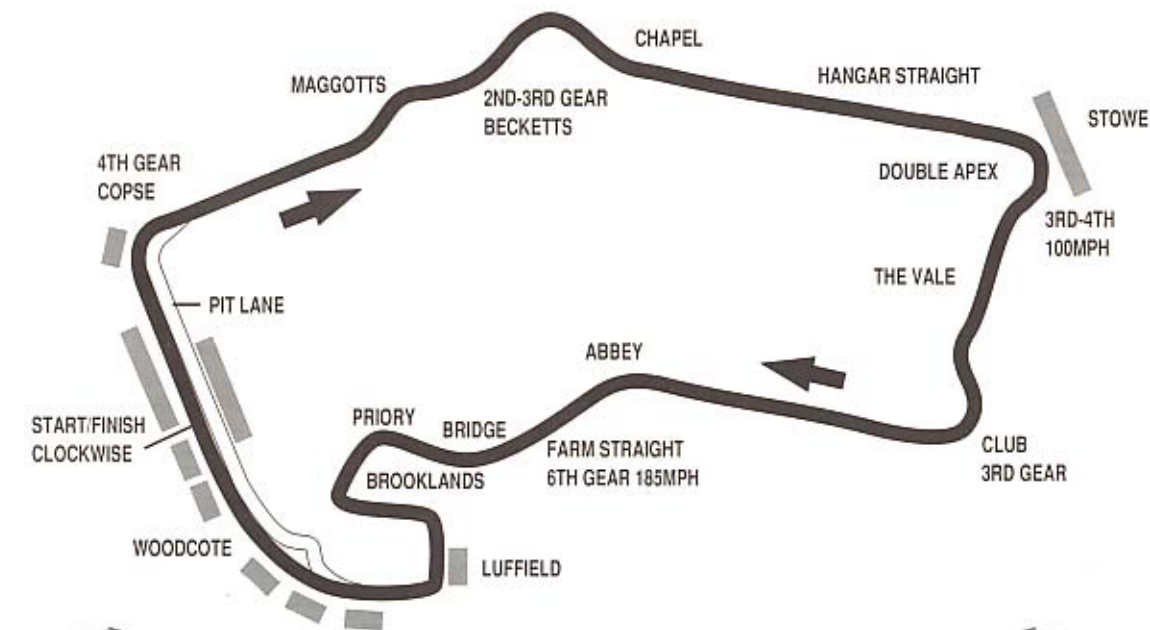 CHAPEL
HANGAR STRAIGHT
MAGGOTTS
2ND-3RD GEAR
BECKETTS
STOWE
4TH GEAR
COPSE
DOUBLE APEX
3RD-4TH
100MPH
THE VALE
PIT LANE
ABBEY
START/FINISH
CLOCKWISE
PRIORY
BRIDGE
FARM STRAIGHT
6TH GEAR 185MPH
BROOKLANDS
CLUB
3RD GEAR
WOODCOTE
LUFFIELD